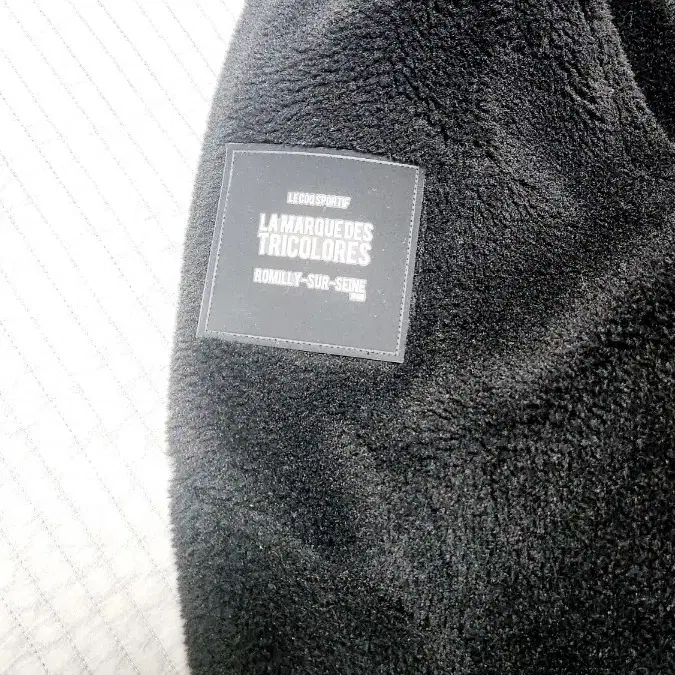 LE COQ SPORTIF
LA MARQUE DES
TRICOLORES
ROMILLY-SUR-SEINE